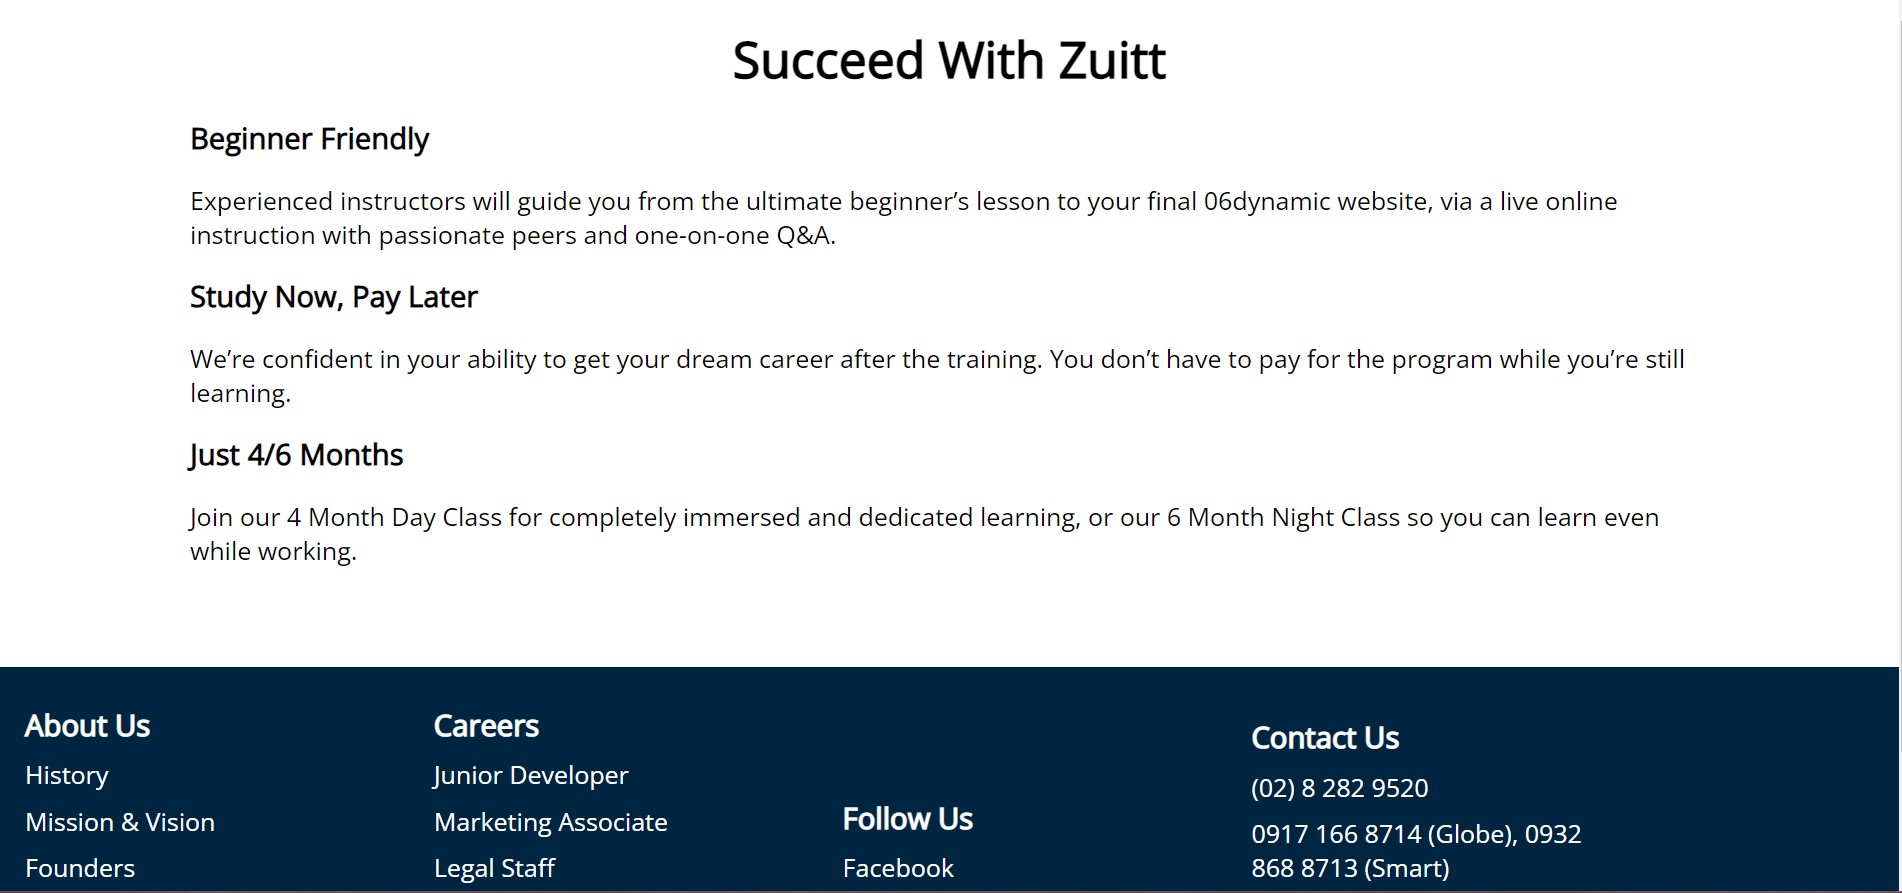 Succeed With Zuitt
Beginner Friendly
Experienced instructors will guide you from the ultimate beginner’s lesson to your final 06dynamic website, via a live online
instruction with passionate peers and one-on-one Q&A.
Study Now, Pay Later
We’re confident in your ability to get your dream career after the training. You don’t have to pay for the program while you’re still
learning.
Just 4/6 Months
Join our 4 Month Day Class for completely immersed and dedicated learning, or our 6 Month Night Class so you can learn even
while working.
About Us
History
Mission & Vision
Founders
Careers
Junior Developer
Marketing Associate
Legal Staff
Follow Us
Facebook
Contact Us
(02) 8 282 9520
0917 166 8714 (Globe), 0932
868 8713 (Smart)